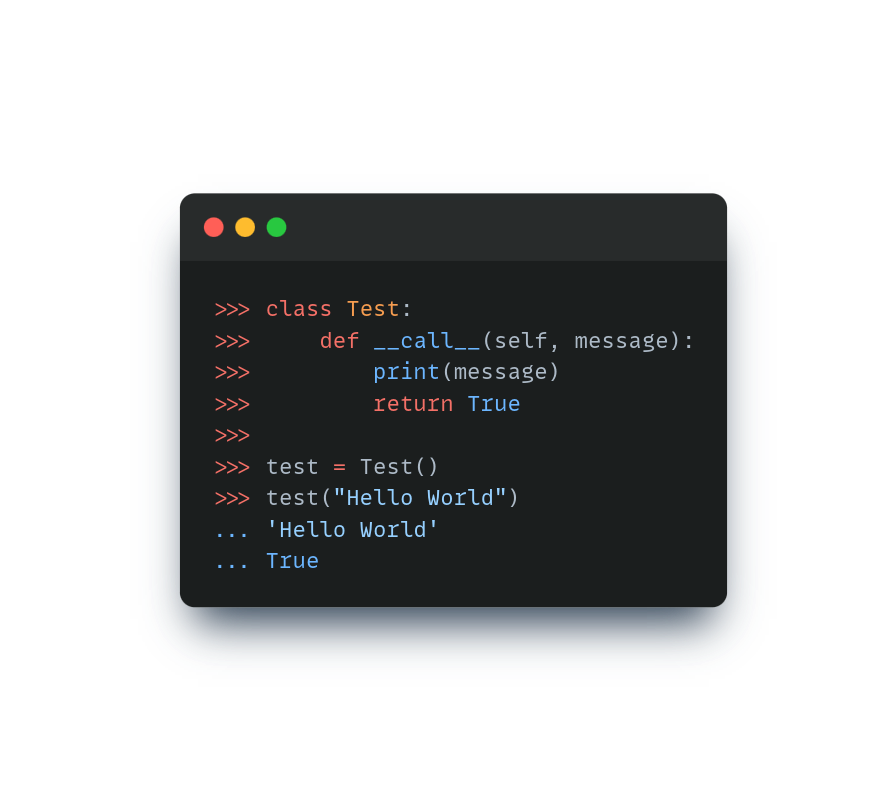 >>> class Test:
>>>     def __call__(self, message):
>>>         print(message)
>>>         return True
>>>
>>> test = Test()
>>> test("Hello World")
... 'Hello World'
... True